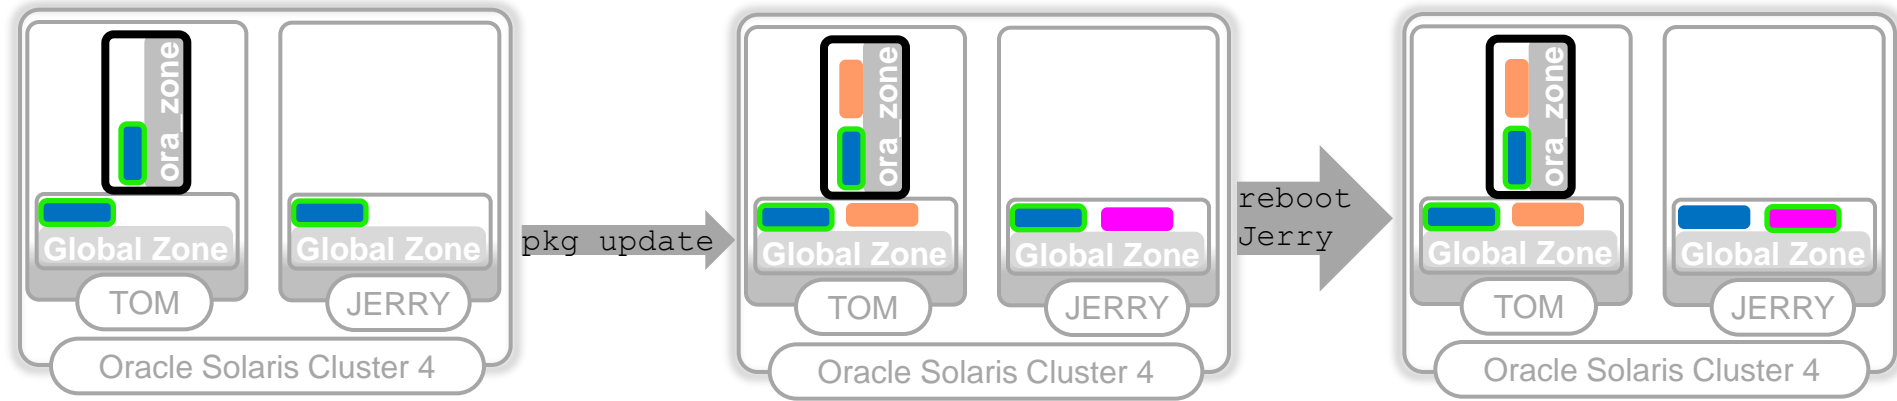 ora_zone
Global Zone
Global Zone
TOM
JERRY
Oracle Solaris Cluster 4
pkg update
ora_zone
Global Zone
Global Zone
TOM
JERRY
Oracle Solaris Cluster 4
reboot
Jerry
ora_zone
Global Zone
Global Zone
TOM
JERRY
Oracle Solaris Cluster 4